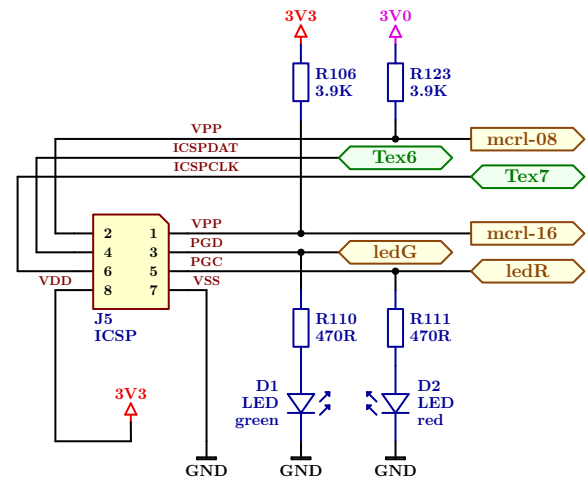 3V3
3V0
R106
3.9K
R123
3.9K
VPP
mcrl-08
ICSPDAT
Tex6
ICSPCLK
Tex7
2 1 VPP
mcrl-16
4 3 PGD
ledG
6 5 PGC
ledR
VDD 8 7 VSS
J5
ICSP
R110
470R
R111
470R
D1
LED
green
D2
LED
red
3V3
GND
GND
GND